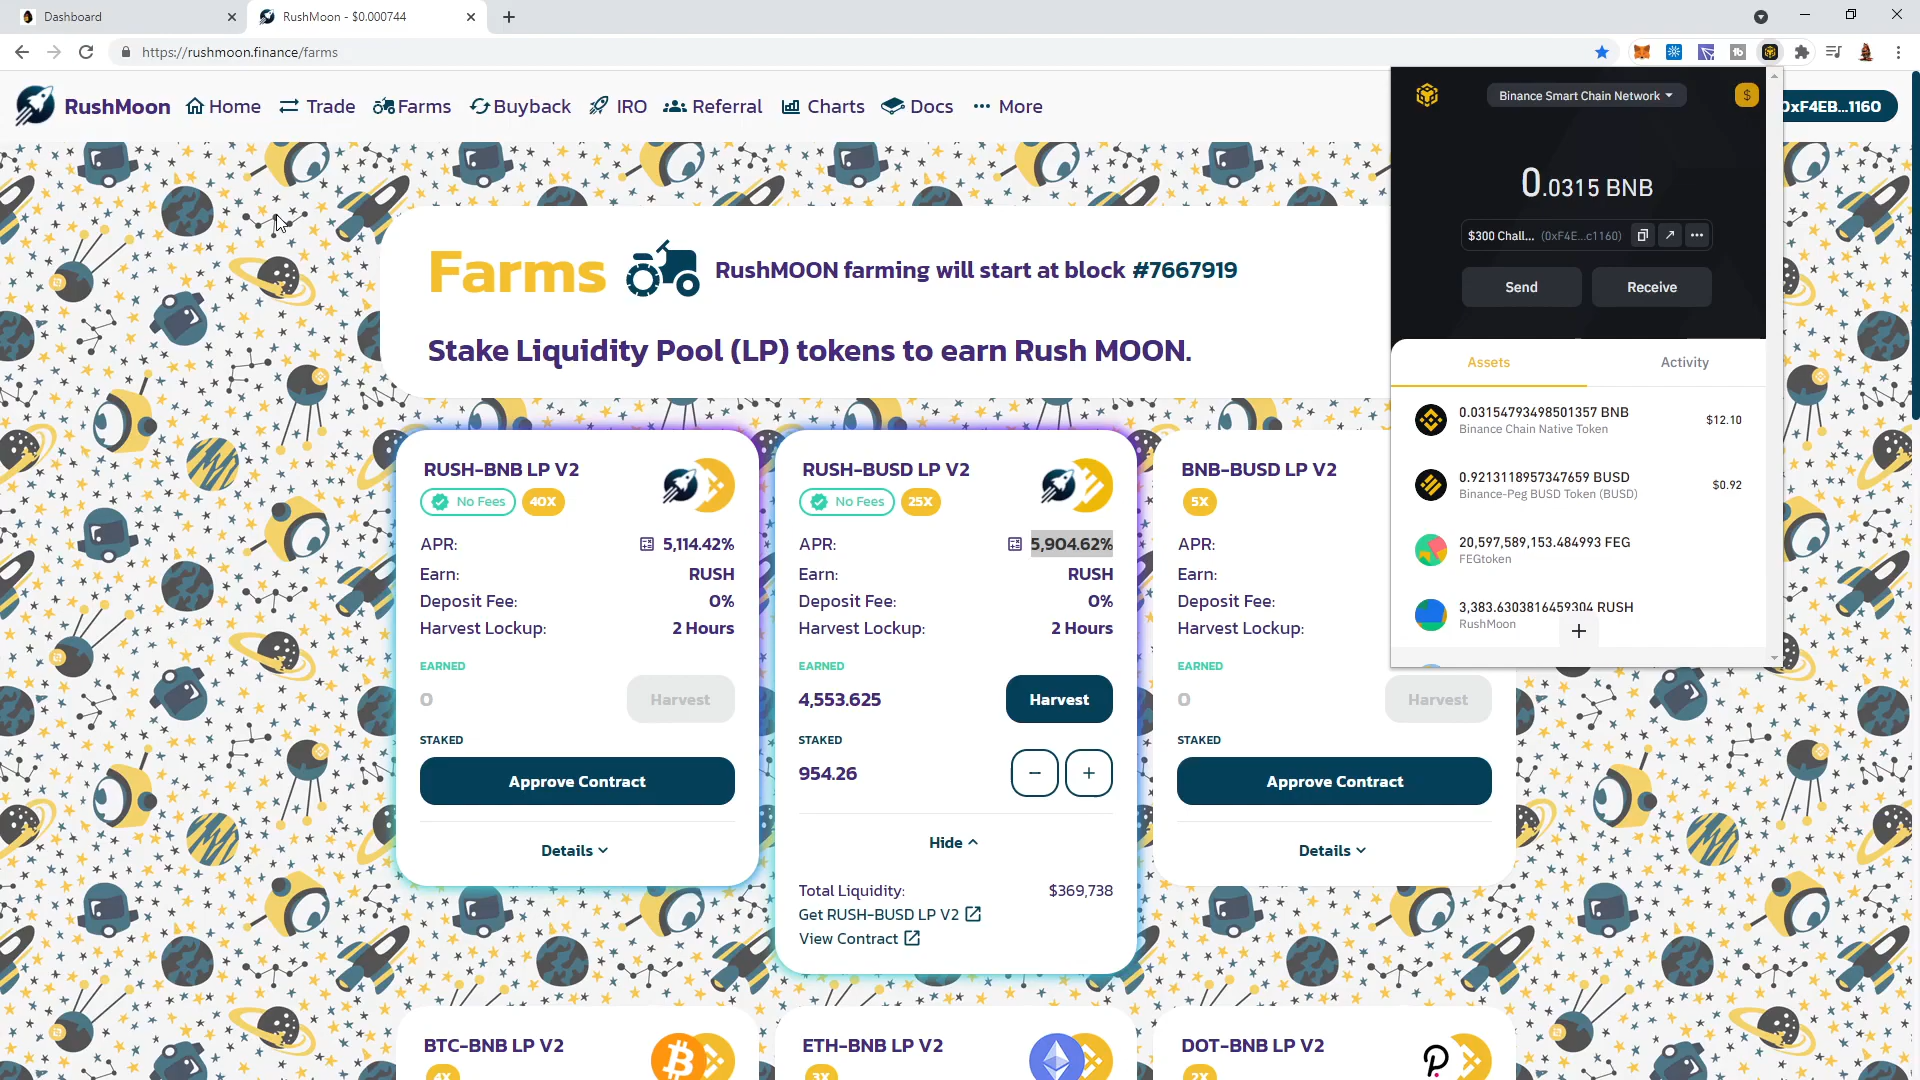 Dashboard
RushMoon - $0.000744
https://rushmoon.finance/farms
RushMoon
Home
Trade
Farms
Buyback
IRO
Referral
Charts
Docs
More
0xF4EB...1160
Farms
RushMOON farming will start at block #7667919
Stake Liquidity Pool (LP) tokens to earn Rush MOON.
Binance Smart Chain Network
$
0.0315 BNB
$300 Chall... (0xF4E...c1160)
Send
Receive
Assets
Activity
0.03154793498501357 BNB
Binance Chain Native Token
$12.10
0.9213118957347659 BUSD
Binance-Peg BUSD Token (BUSD)
$0.92
20,597,589,153.484993 FEG
FEGtoken
3,383.6303816459304 RUSH
RushMoon
+
RUSH-BNB LP V2
No Fees
40X
APR:
5,114.42%
Earn:
RUSH
Deposit Fee:
0%
Harvest Lockup:
2 Hours
EARNED
0
Harvest
STAKED
Approve Contract
Details
RUSH-BUSD LP V2
No Fees
25X
APR:
5,904.62%
Earn:
RUSH
Deposit Fee:
0%
Harvest Lockup:
2 Hours
EARNED
4,553.625
Harvest
STAKED
954.26
−
+
Hide
Total Liquidity:
$369,738
Get RUSH-BUSD LP V2
View Contract
BNB-BUSD LP V2
5X
APR:
Earn:
Deposit Fee:
Harvest Lockup:
EARNED
0
Harvest
STAKED
Approve Contract
Details
BTC-BNB LP V2
4X
ETH-BNB LP V2
3X
DOT-BNB LP V2
2X